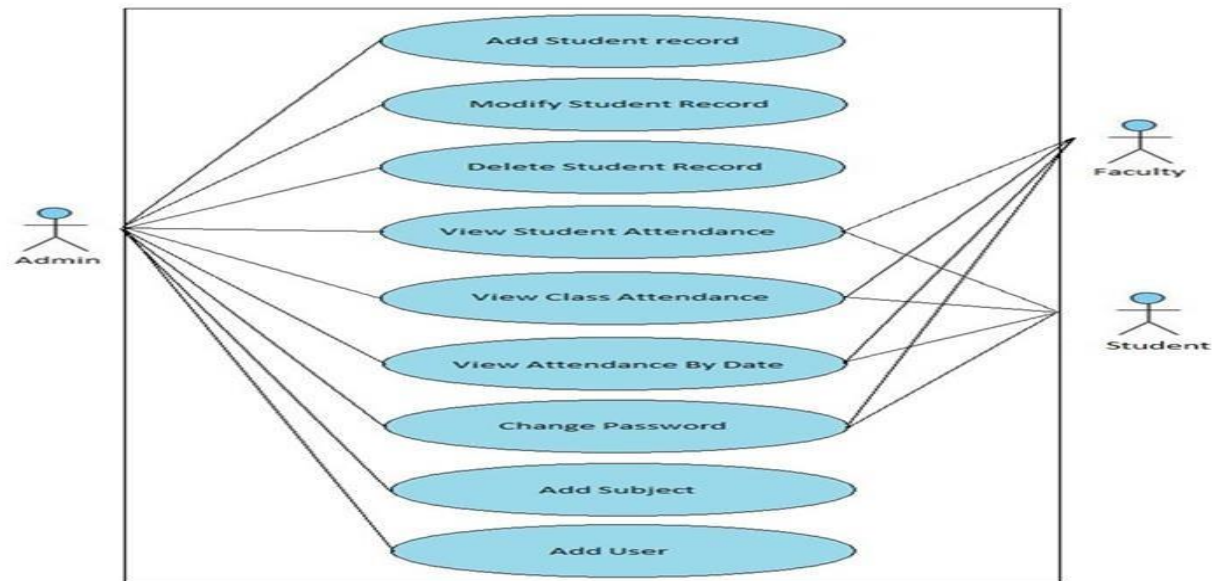 Add Student record
Modify Student Record
Delete Student Record
View Student Attendance
View Class Attendance
View Attendance By Date
Change Password
Add Subject
Add User
Admin
Faculty
Student